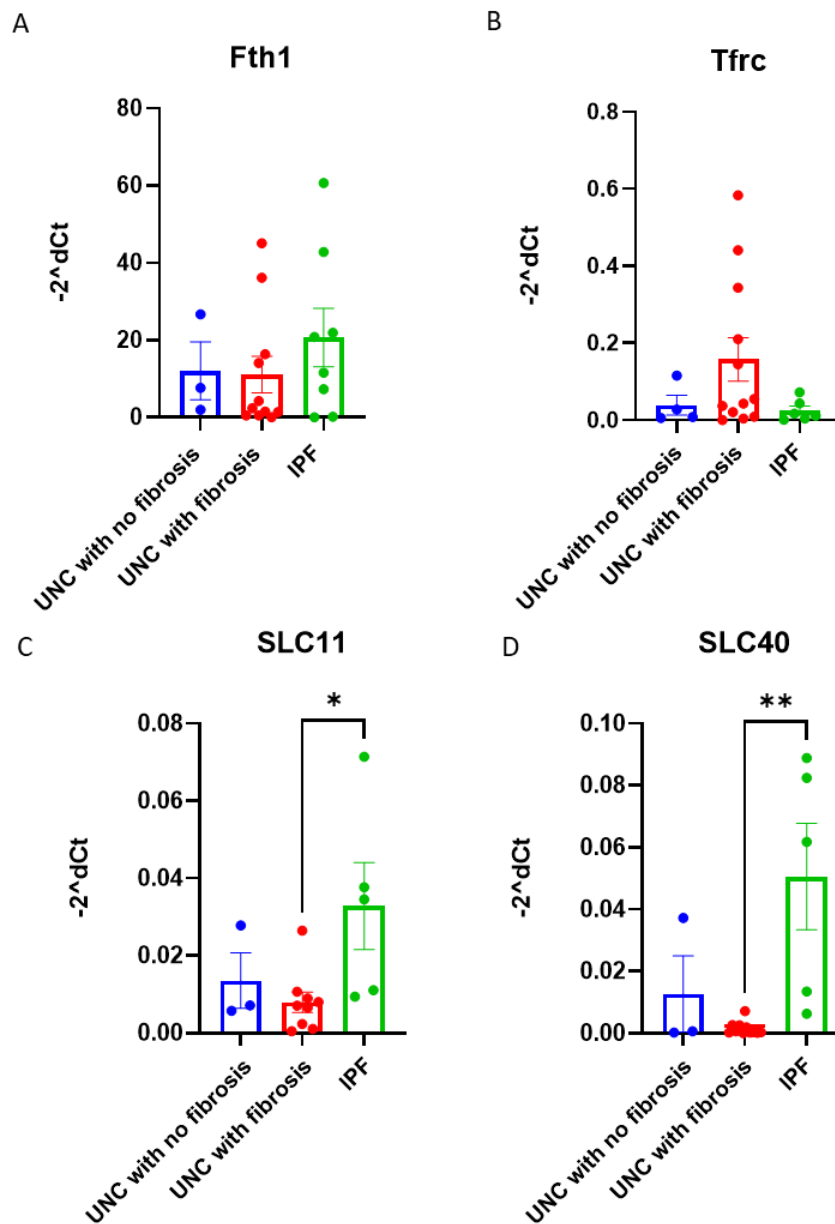 A
Fth1
80
60
40
20
0
-2^dCt
UNC with no fibrosis
UNC with fibrosis
IPF
B
Tfrc
0.8
0.6
0.4
0.2
0.0
-2^dCt
UNC with no fibrosis
UNC with fibrosis
IPF
C
SLC11
*
0.08
0.06
0.04
0.02
0.00
-2^dCt
UNC with no fibrosis
UNC with fibrosis
IPF
D
SLC40
**
0.10
0.08
0.06
0.04
0.02
0.00
-2^dCt
UNC with no fibrosis
UNC with fibrosis
IPF